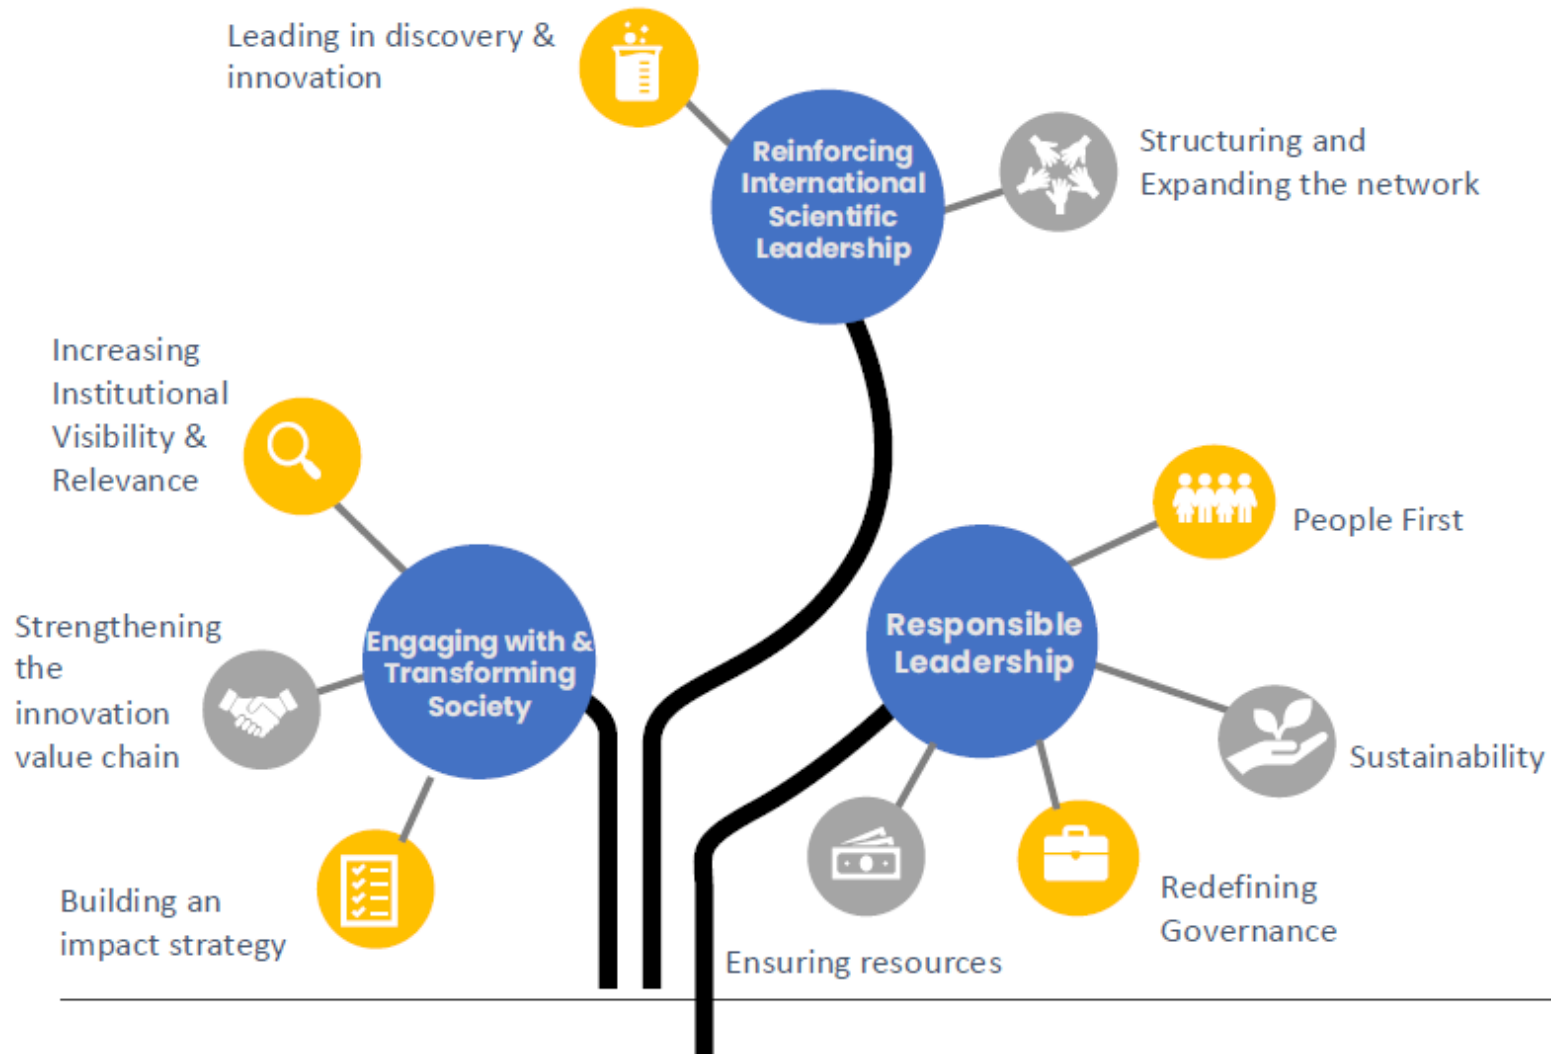 Leading in discovery &
innovation
Reinforcing
International
Scientific
Leadership
Structuring and
Expanding the network
Increasing
Institutional
Visibility &
Relevance
Strengthening
the
innovation
value chain
Engaging with &
Transforming
Society
Building an
impact strategy
People First
Responsible
Leadership
Sustainability
Redefining
Governance
Ensuring resources